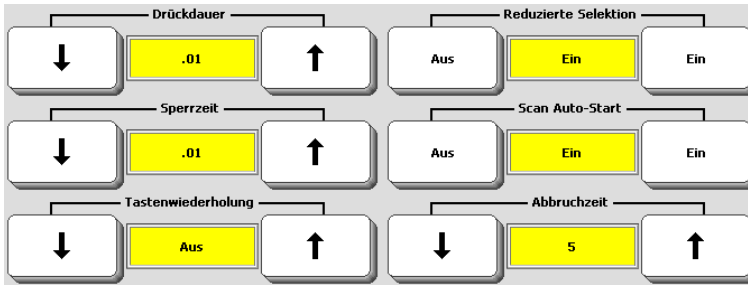 Drückdauer
.01
Reduzierte Selektion
Aus
Ein
Ein
Sperrzeit
.01
Scan Auto-Start
Aus
Ein
Ein
Tastenwiederholung
Aus
Abbruchzeit
5